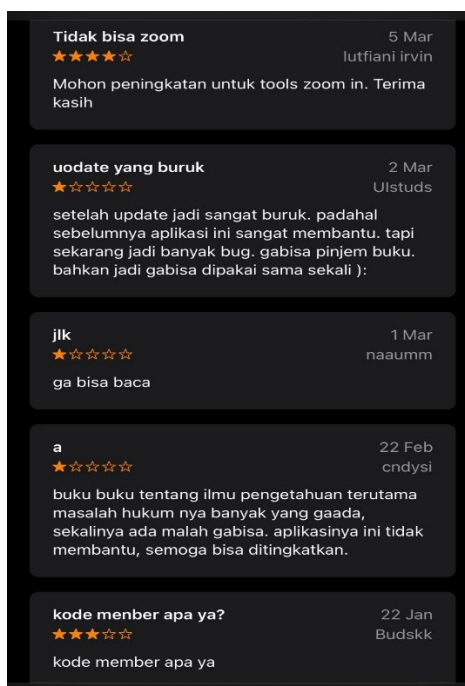 Tidak bisa zoom 5 Mar
★★★★☆ lutfiani irvin
Mohon peningkatan untuk tools zoom in. Terima
kasih
uodate yang buruk 2 Mar
★☆☆☆☆ UIstuds
setelah update jadi sangat buruk. padahal
sebelumnya aplikasi ini sangat membantu. tapi
sekarang jadi banyak bug. gabisa pinjem buku.
bahkan jadi gabisa dipakai sama sekali ):
jlk 1 Mar
★☆☆☆☆ naaumm
ga bisa baca
a 22 Feb
★☆☆☆☆ cndysi
buku buku tentang ilmu pengetahuan terutama
masalah hukum nya banyak yang gaada,
sekalinya ada malah gabisa. aplikasinya ini tidak
membantu, semoga bisa ditingkatkan.
kode menber apa ya? 22 Jan
★★★☆☆ Budskk
kode member apa ya